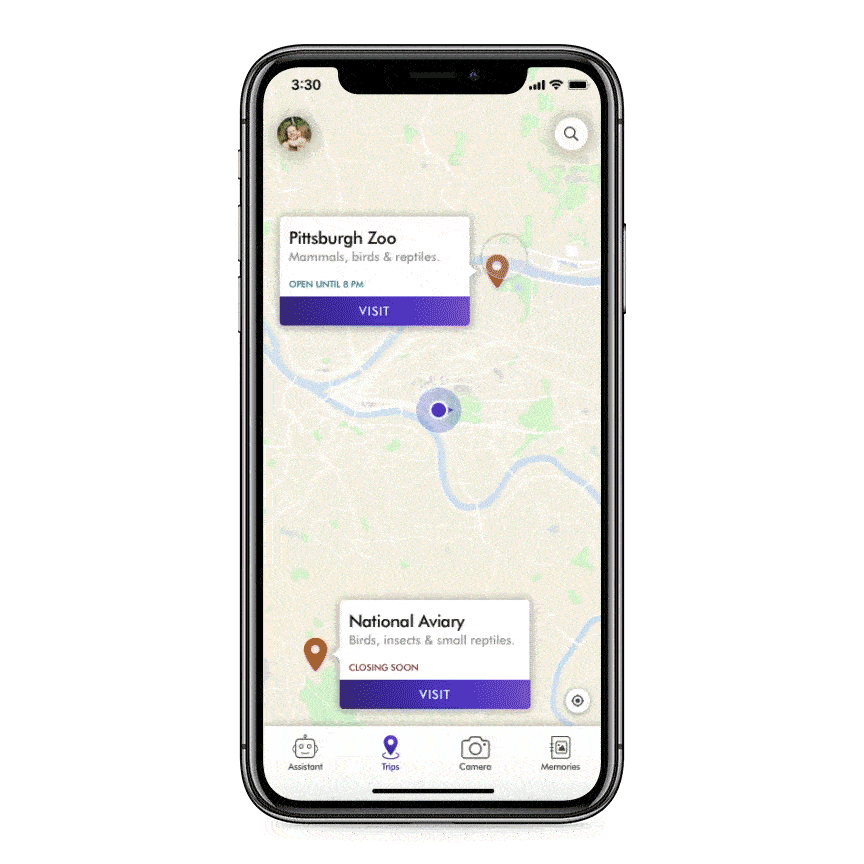 3:30
Pittsburgh Zoo
Mammals, birds & reptiles.
OPEN UNTIL 8 PM
VISIT
National Aviary
Birds, insects & small reptiles.
CLOSING SOON
VISIT
Assistant
Trips
Camera
Memories